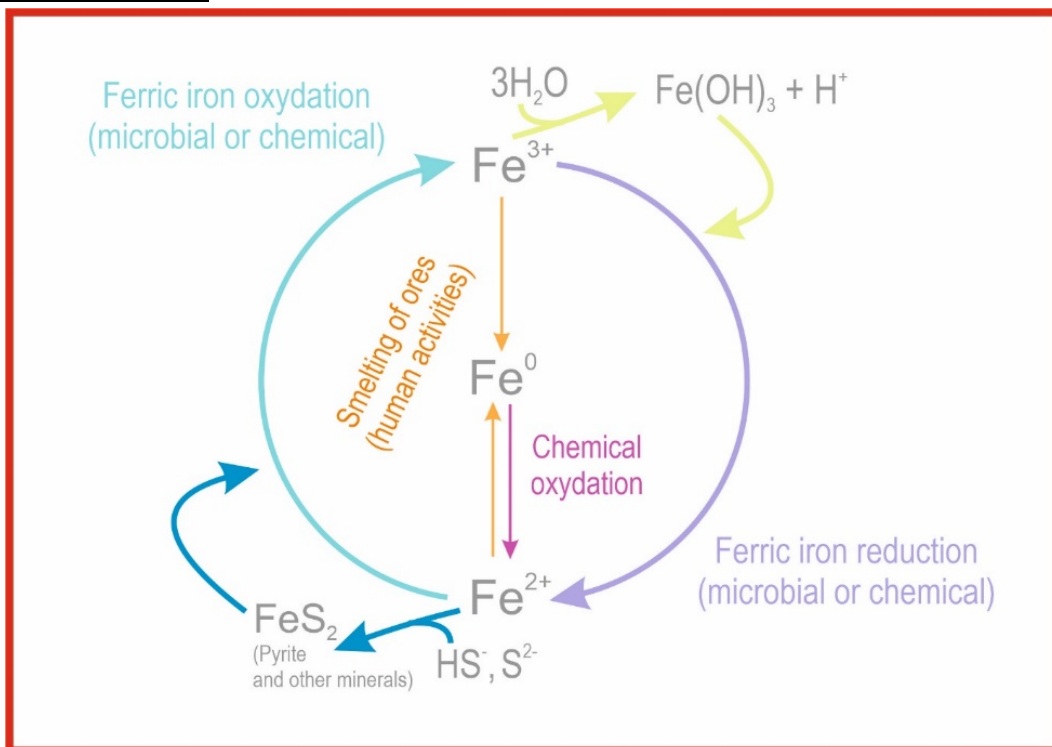 3H₂O
Fe(OH)₃ + H⁺
Ferric iron oxydation
(microbial or chemical)
Fe³⁺
Smelting of ores
(human activities)
Fe⁰
Chemical
oxydation
Ferric iron reduction
(microbial or chemical)
Fe²⁺
FeS₂
(Pyrite
and other minerals)
HS⁻, S²⁻